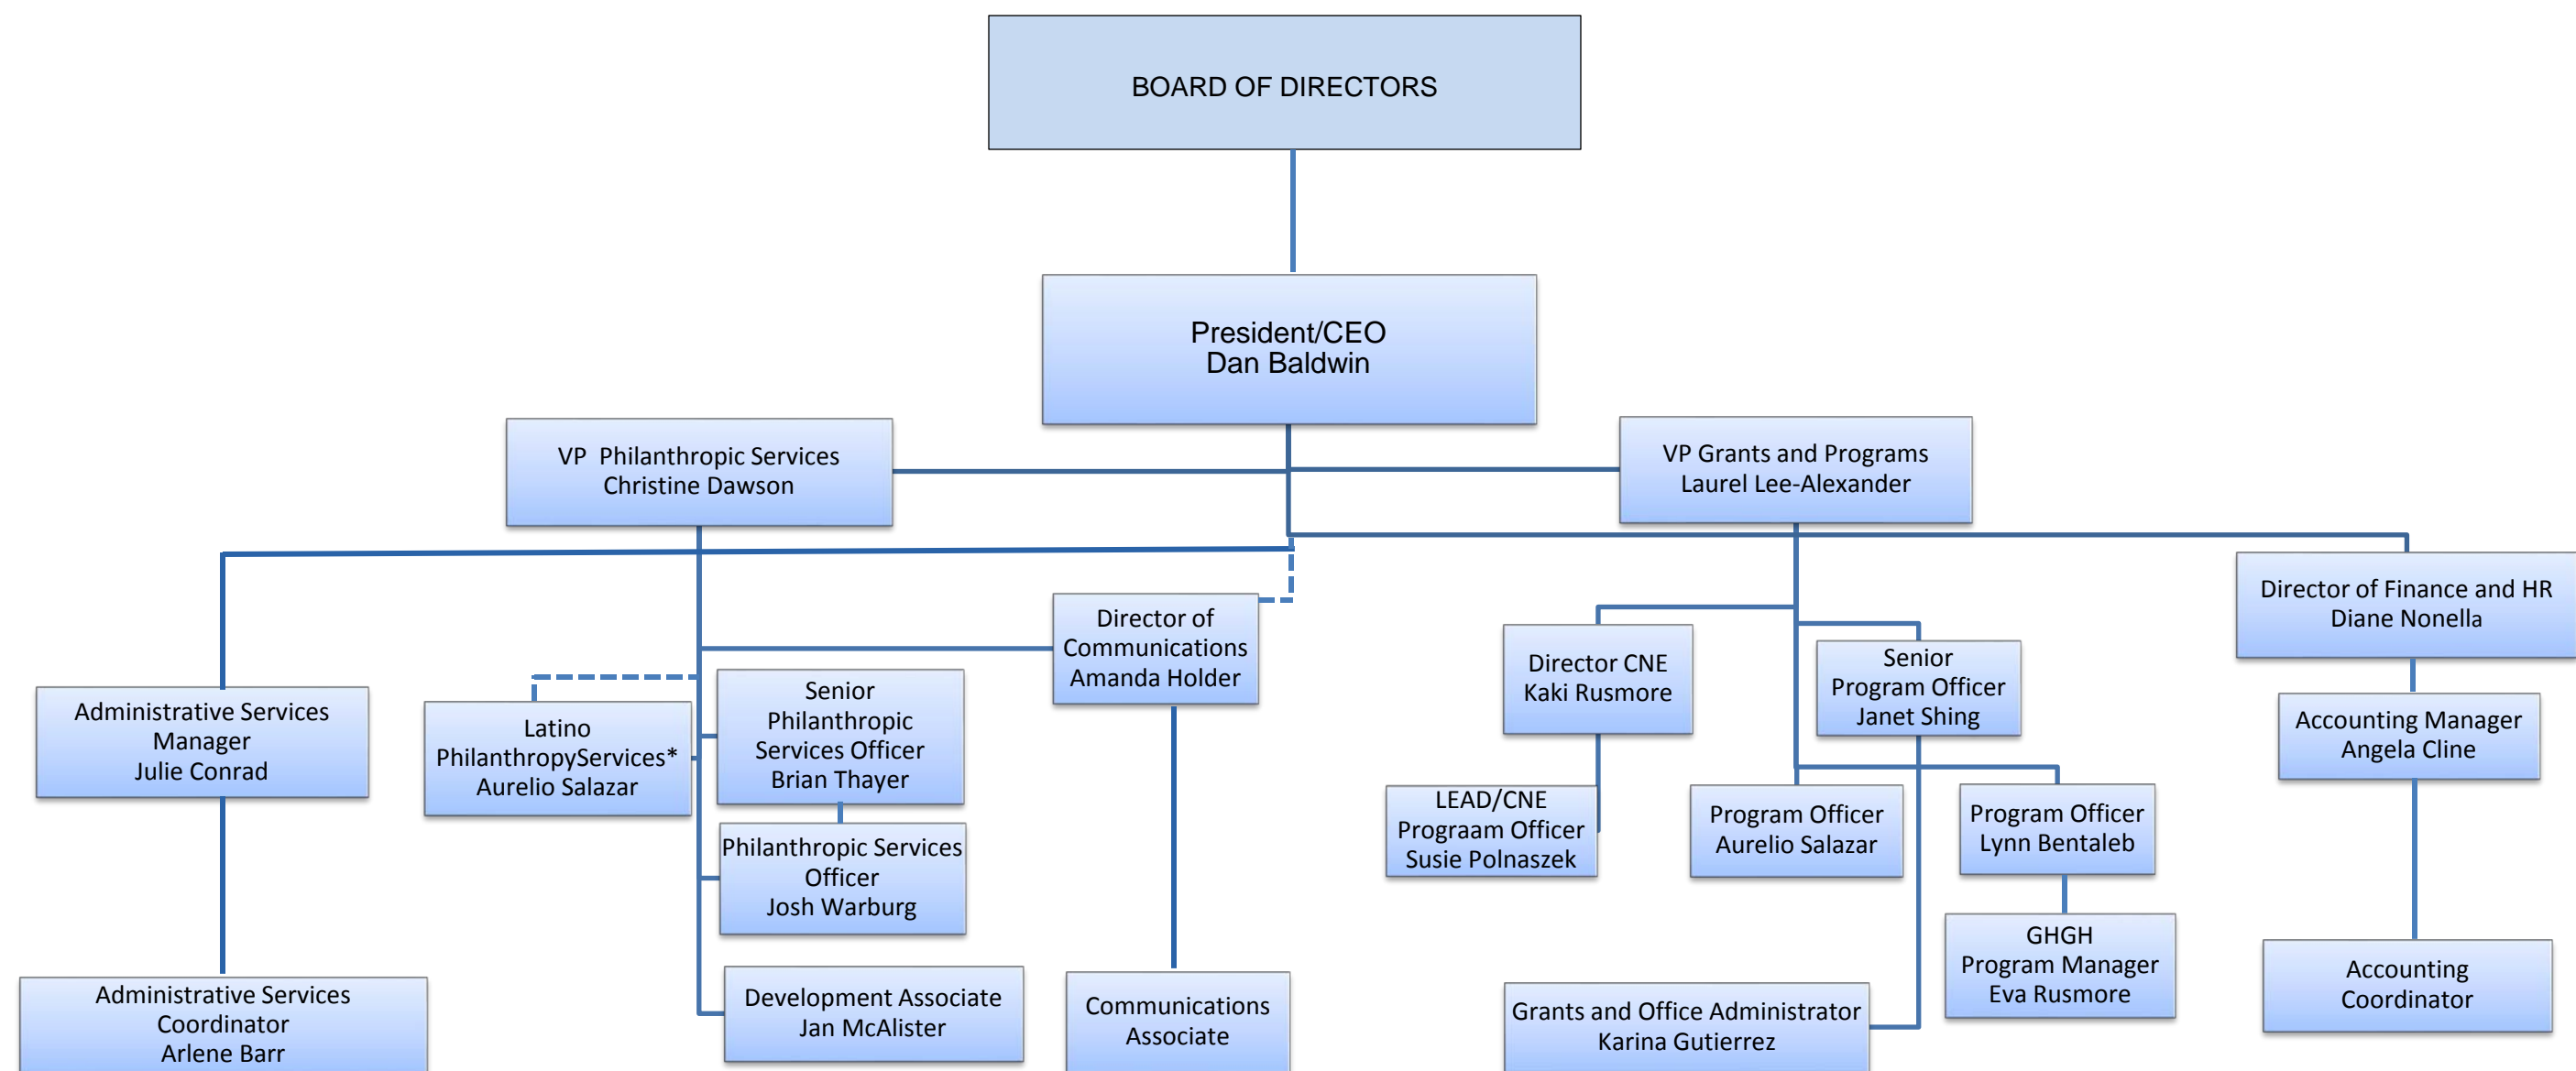 BOARD OF DIRECTORS
President/CEO
Dan Baldwin
VP  Philanthropic Services
Christine Dawson
VP Grants and Programs
Laurel Lee-Alexander
Director of Finance and HR
Diane Nonella
Director of
Communications
Amanda Holder
Director CNE
Kaki Rusmore
Senior
Program Officer
Janet Shing
Administrative Services
Manager
Julie Conrad
Latino
PhilanthropyServices*
Aurelio Salazar
Senior
Philanthropic
Services Officer
Brian Thayer
Accounting Manager
Angela Cline
LEAD/CNE
Prograam Officer
Susie Polnaszek
Program Officer
Aurelio Salazar
Program Officer
Lynn Bentaleb
Philanthropic Services
Officer
Josh Warburg
GHGH
Program Manager
Eva Rusmore
Administrative Services
Coordinator
Arlene Barr
Development Associate
Jan McAlister
Communications
Associate
Grants and Office Administrator
Karina Gutierrez
Accounting
Coordinator